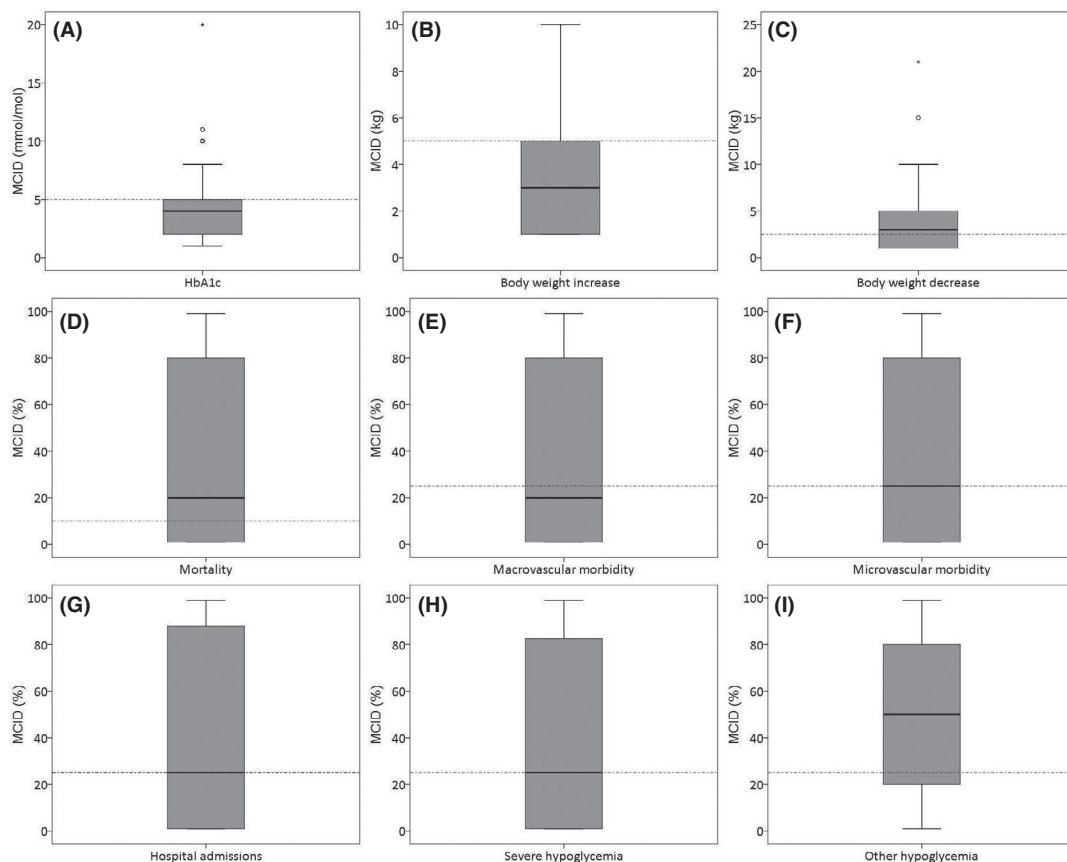 (A)
MCID (mmol/mol)
20
15
10
5
0
HbA1c
(B)
MCID (kg)
10
8
6
4
2
0
Body weight increase
(C)
MCID (kg)
25
20
15
10
5
0
Body weight decrease
(D)
MCID (%)
100
80
60
40
20
0
Mortality
(E)
MCID (%)
100
80
60
40
20
0
Macrovascular morbidity
(F)
MCID (%)
100
80
60
40
20
0
Microvascular morbidity
(G)
MCID (%)
100
80
60
40
20
0
Hospital admissions
(H)
MCID (%)
100
80
60
40
20
0
Severe hypoglycemia
(I)
MCID (%)
100
80
60
40
20
0
Other hypoglycemia